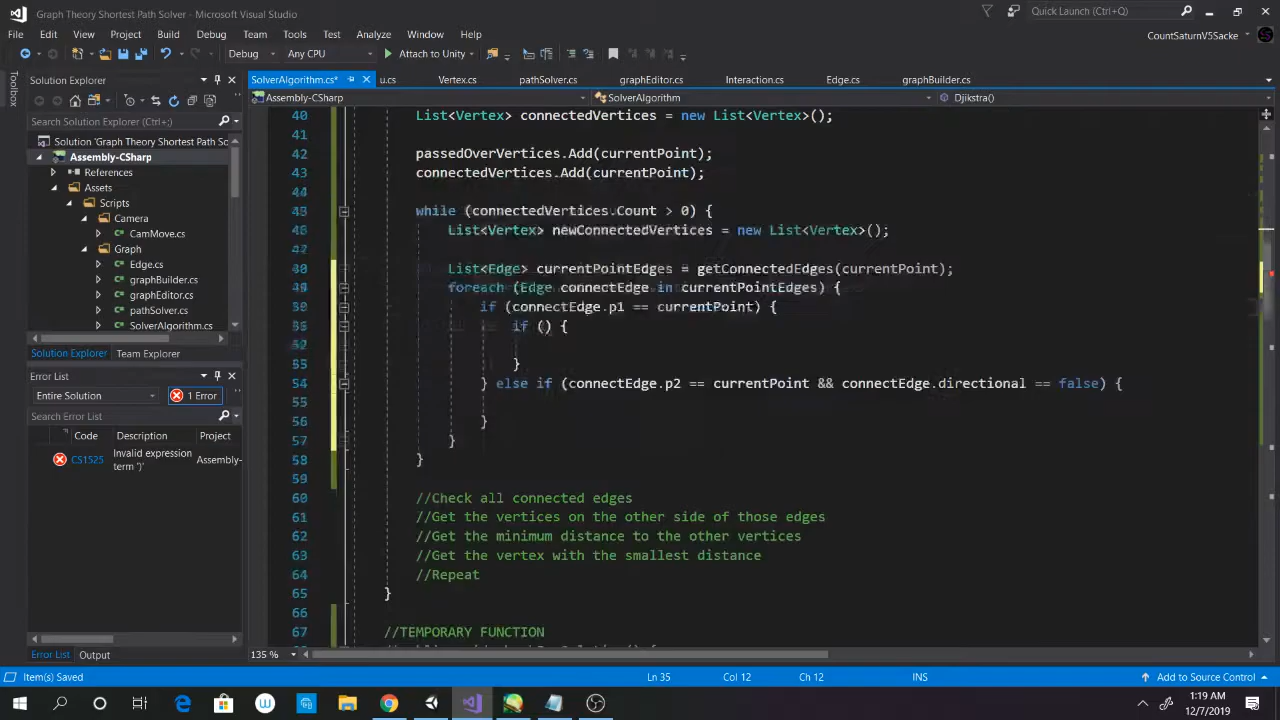 Graph Theory Shortest Path Solver - Microsoft Visual Studio
Quick Launch (Ctrl+Q)
File Edit View Project Build Debug Team Tools Test Analyze Window Help
CountSaturnV5Sacke
Debug Any CPU Attach to Unity
Toolbox
Solution Explorer
SolverAlgorithm.cs* u.cs Vertex.cs pathSolver.cs graphEditor.cs Interaction.cs Edge.cs graphBuilder.cs
Assembly-CSharp SolverAlgorithm Djikstra()
Search Solution Explorer (Ctrl+;)
Solution 'Graph Theory Shortest Path So
Assembly-CSharp
References
Assets
Scripts
Camera
CamMove.cs
Graph
Edge.cs
graphBuilder.cs
graphEditor.cs
pathSolver.cs
SolverAlgorithm.cs
Solution Explorer Team Explorer
Error List
Entire Solution 1 Error
Search Error List
Code Description Project
CS1525 Invalid expression term ')' Assembly-
Error List Output
40 List<Vertex> connectedVertices = new List<Vertex>();
41
42 passedOverVertices.Add(currentPoint);
43 connectedVertices.Add(currentPoint);
44
while (connectedVertices.Count > 0) {
List<Vertex> newConnectedVertices = new List<Vertex>();
List<Edge> currentPointEdges = getConnectedEdges(currentPoint);
foreach (Edge connectEdge in currentPointEdges) {
if (connectEdge.p1 == currentPoint) {
if () {
}
54 } else if (connectEdge.p2 == currentPoint && connectEdge.directional == false) {
55
56 }
57 }
58 }
59
60 //Check all connected edges
61 //Get the vertices on the other side of those edges
62 //Get the minimum distance to the other vertices
63 //Get the vertex with the smallest distance
64 //Repeat
65 }
66
67 //TEMPORARY FUNCTION
135 %
Item(s) Saved Ln 35 Col 12 Ch 12 INS Add to Source Control
1:19 AM
12/7/2019